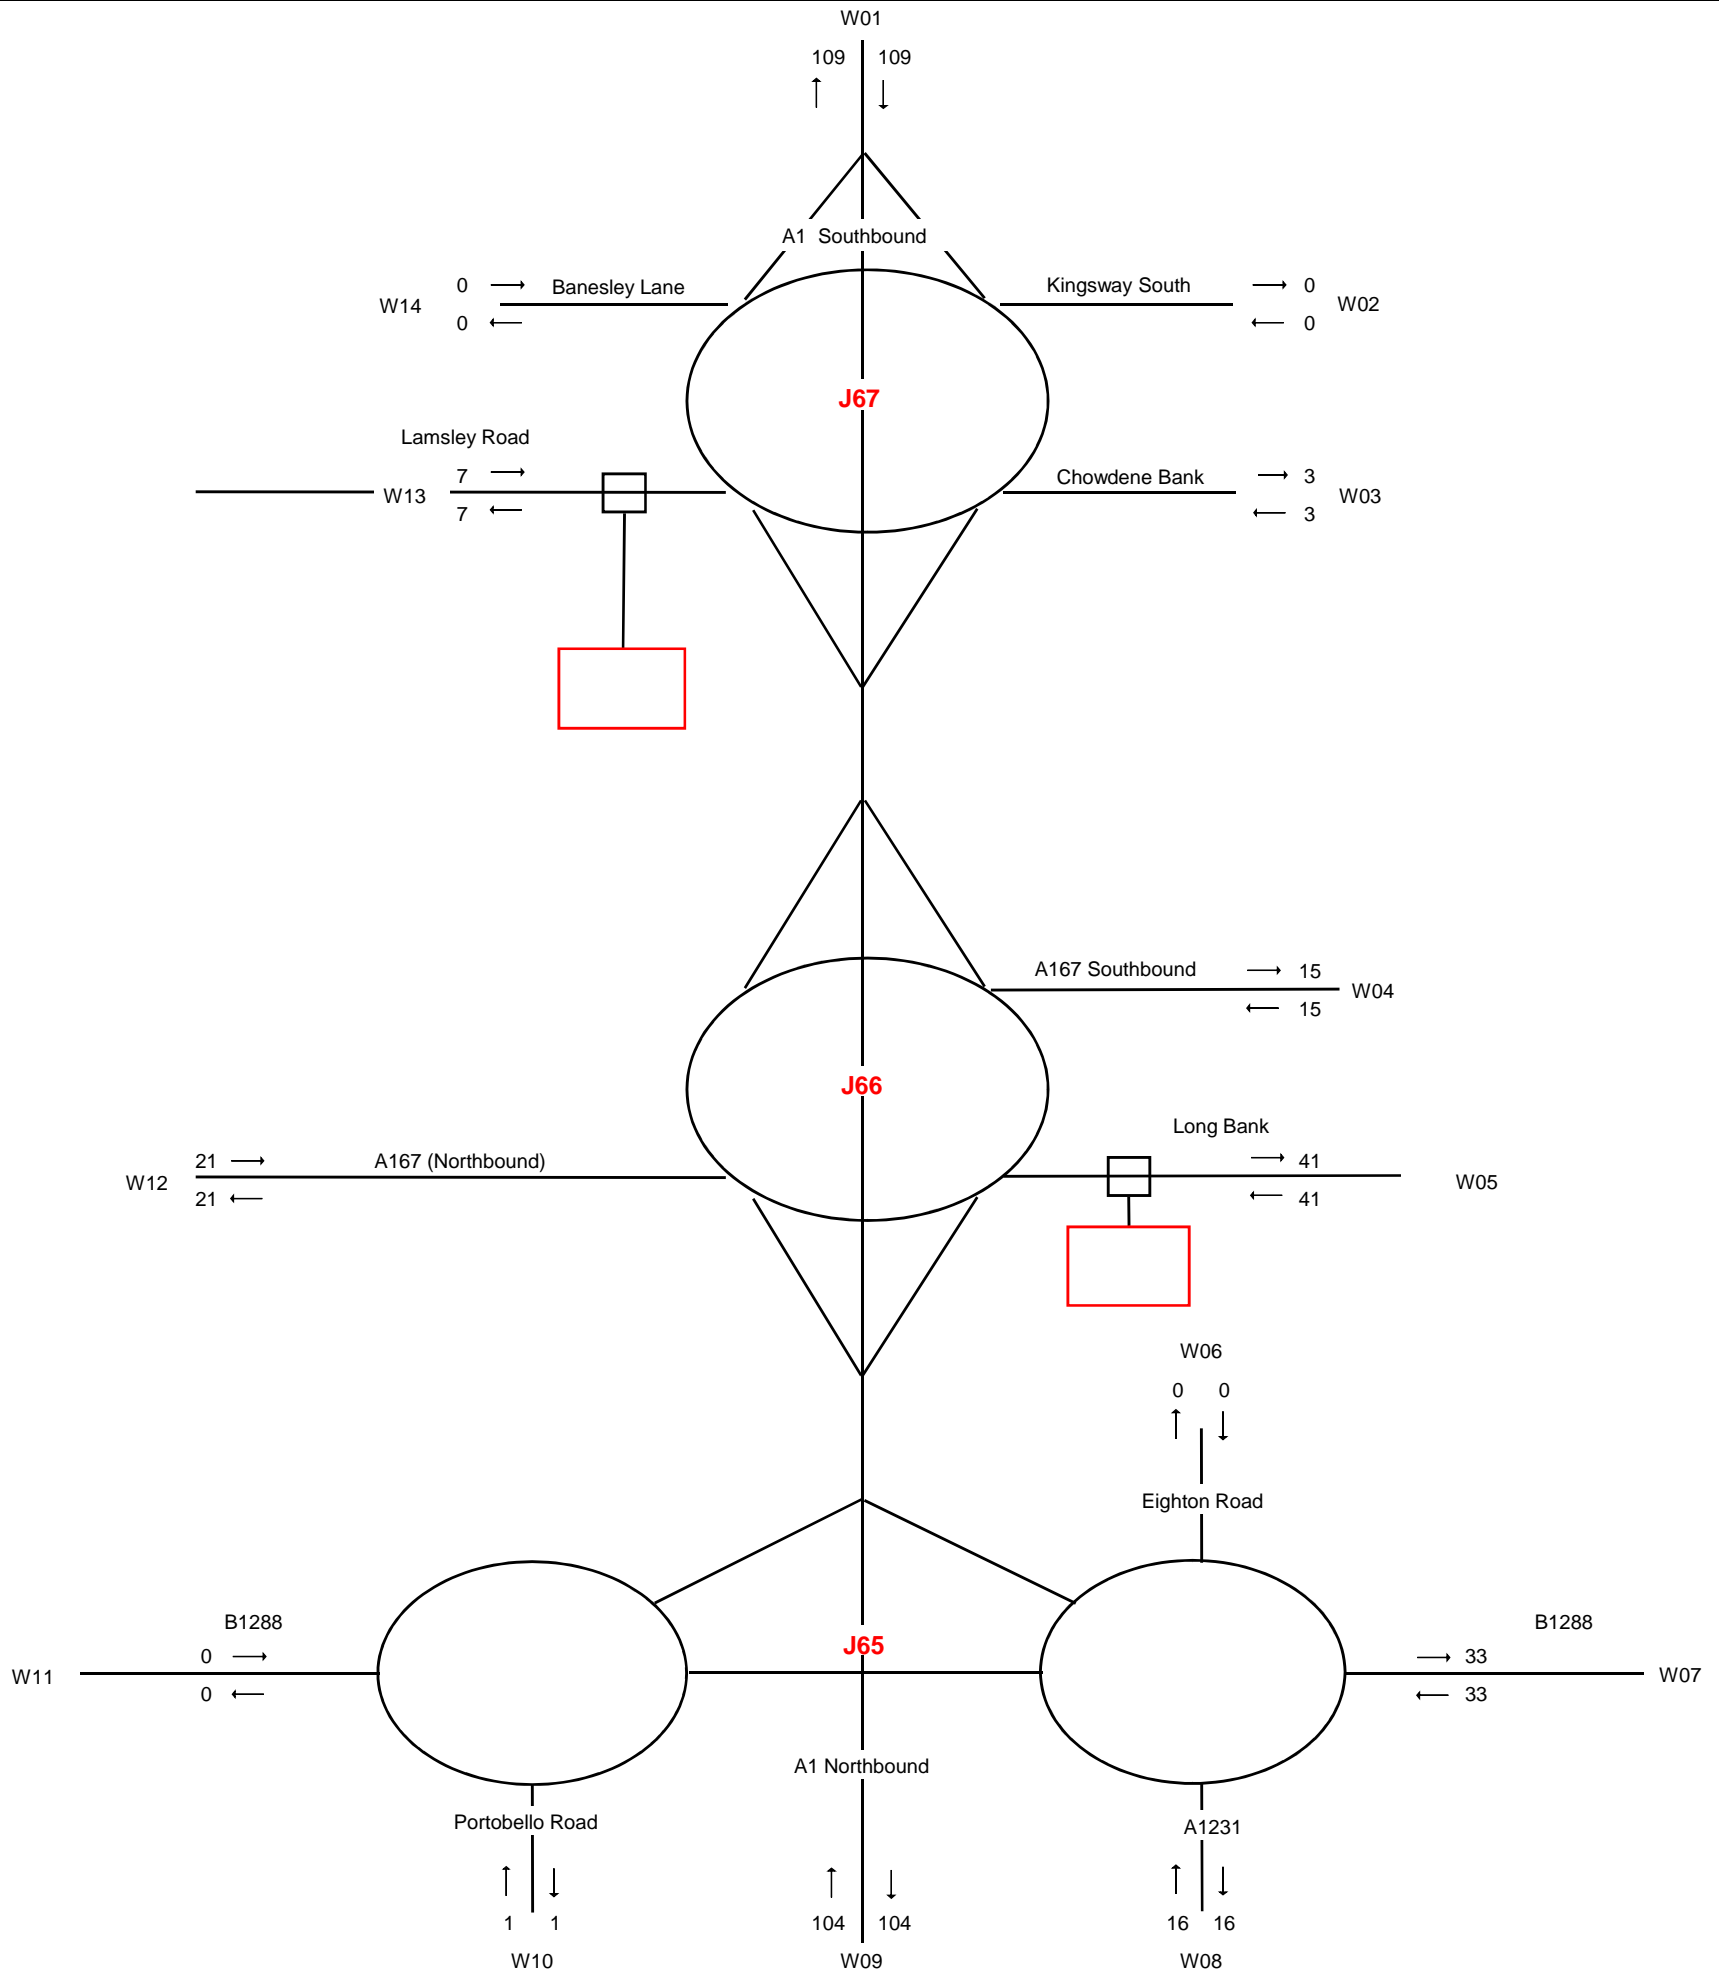 W01
109 109
A1 Southbound
0 Banesley Lane
Kingsway South 0
W14
W02
0
0
J67
Lamsley Road
7
Chowdene Bank 3
W13
W03
7
3
A167 Southbound 15
W04
15
J66
Long Bank
21 A167 (Northbound)
41
W12
W05
21
41
W06
0 0
Eighton Road
B1288
B1288
J65
0
33
W11
W07
0
33
A1 Northbound
Portobello Road
A1231
1 1
104 104
16 16
W10
W09
W08